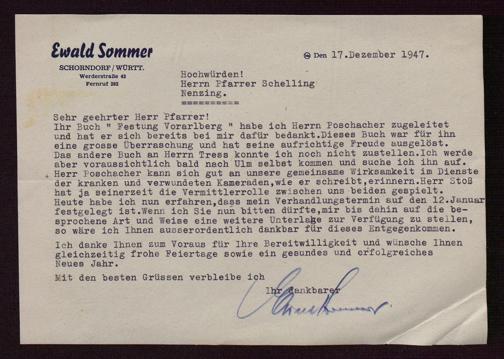 Ewald Sommer
SCHORNDORF/WÜRTT.
Werderstraße 43
Fernruf 282
Den 17.Dezember 1947.
Hochwürden!
Herrn Pfarrer Schelling
Nenzing.
==========
Sehr geehrter Herr Pfarrer!
Ihr Buch " Festung Vorarlberg " habe ich Herrn Poschacher zugeleitet
und hat er sich bereits bei mir dafür bedankt.Dieses Buch war für ihn
eine grosse Überraschung und hat seine aufrichtige Freude ausgelöst.
Das andere Buch an Herrn Press konnte ich noch nicht zustellen.Ich werde
aber voraussichtlich bald nach Ulm selbst kommen und suche ich ihn auf.
Herr Poschacher kann sich gut an unsere gemeinsame Wirksamkeit im Dienste
der kranken und verwundeten Kameraden,wie er schreibt,erinnern.Herr Stoß
hat ja seinerzeit die Vermittlerrolle zwischen uns beiden gespielt.
Heute habe ich nun erfahren,dass mein Verhandlungstermin auf den 12.Januar
festgelegt ist.Wenn ich Sie nun bitten dürfte,mir bis dahin auf die be-
sprochene Art und Weise eine weitere Unterlage zur Verfügung zu stellen,
so wäre ich Ihnen ausserordentlich dankbar für dieses Entgegenkommen.
Ich danke Ihnen zum Voraus für Ihre Bereitwilligkeit und wünsche Ihnen
gleichzeitig frohe Feiertage sowie ein gesundes und erfolgreiches
Neues Jahr.
Mit den besten Grüssen verbleibe ich
Ihr dankbarer
Ewald Sommer.